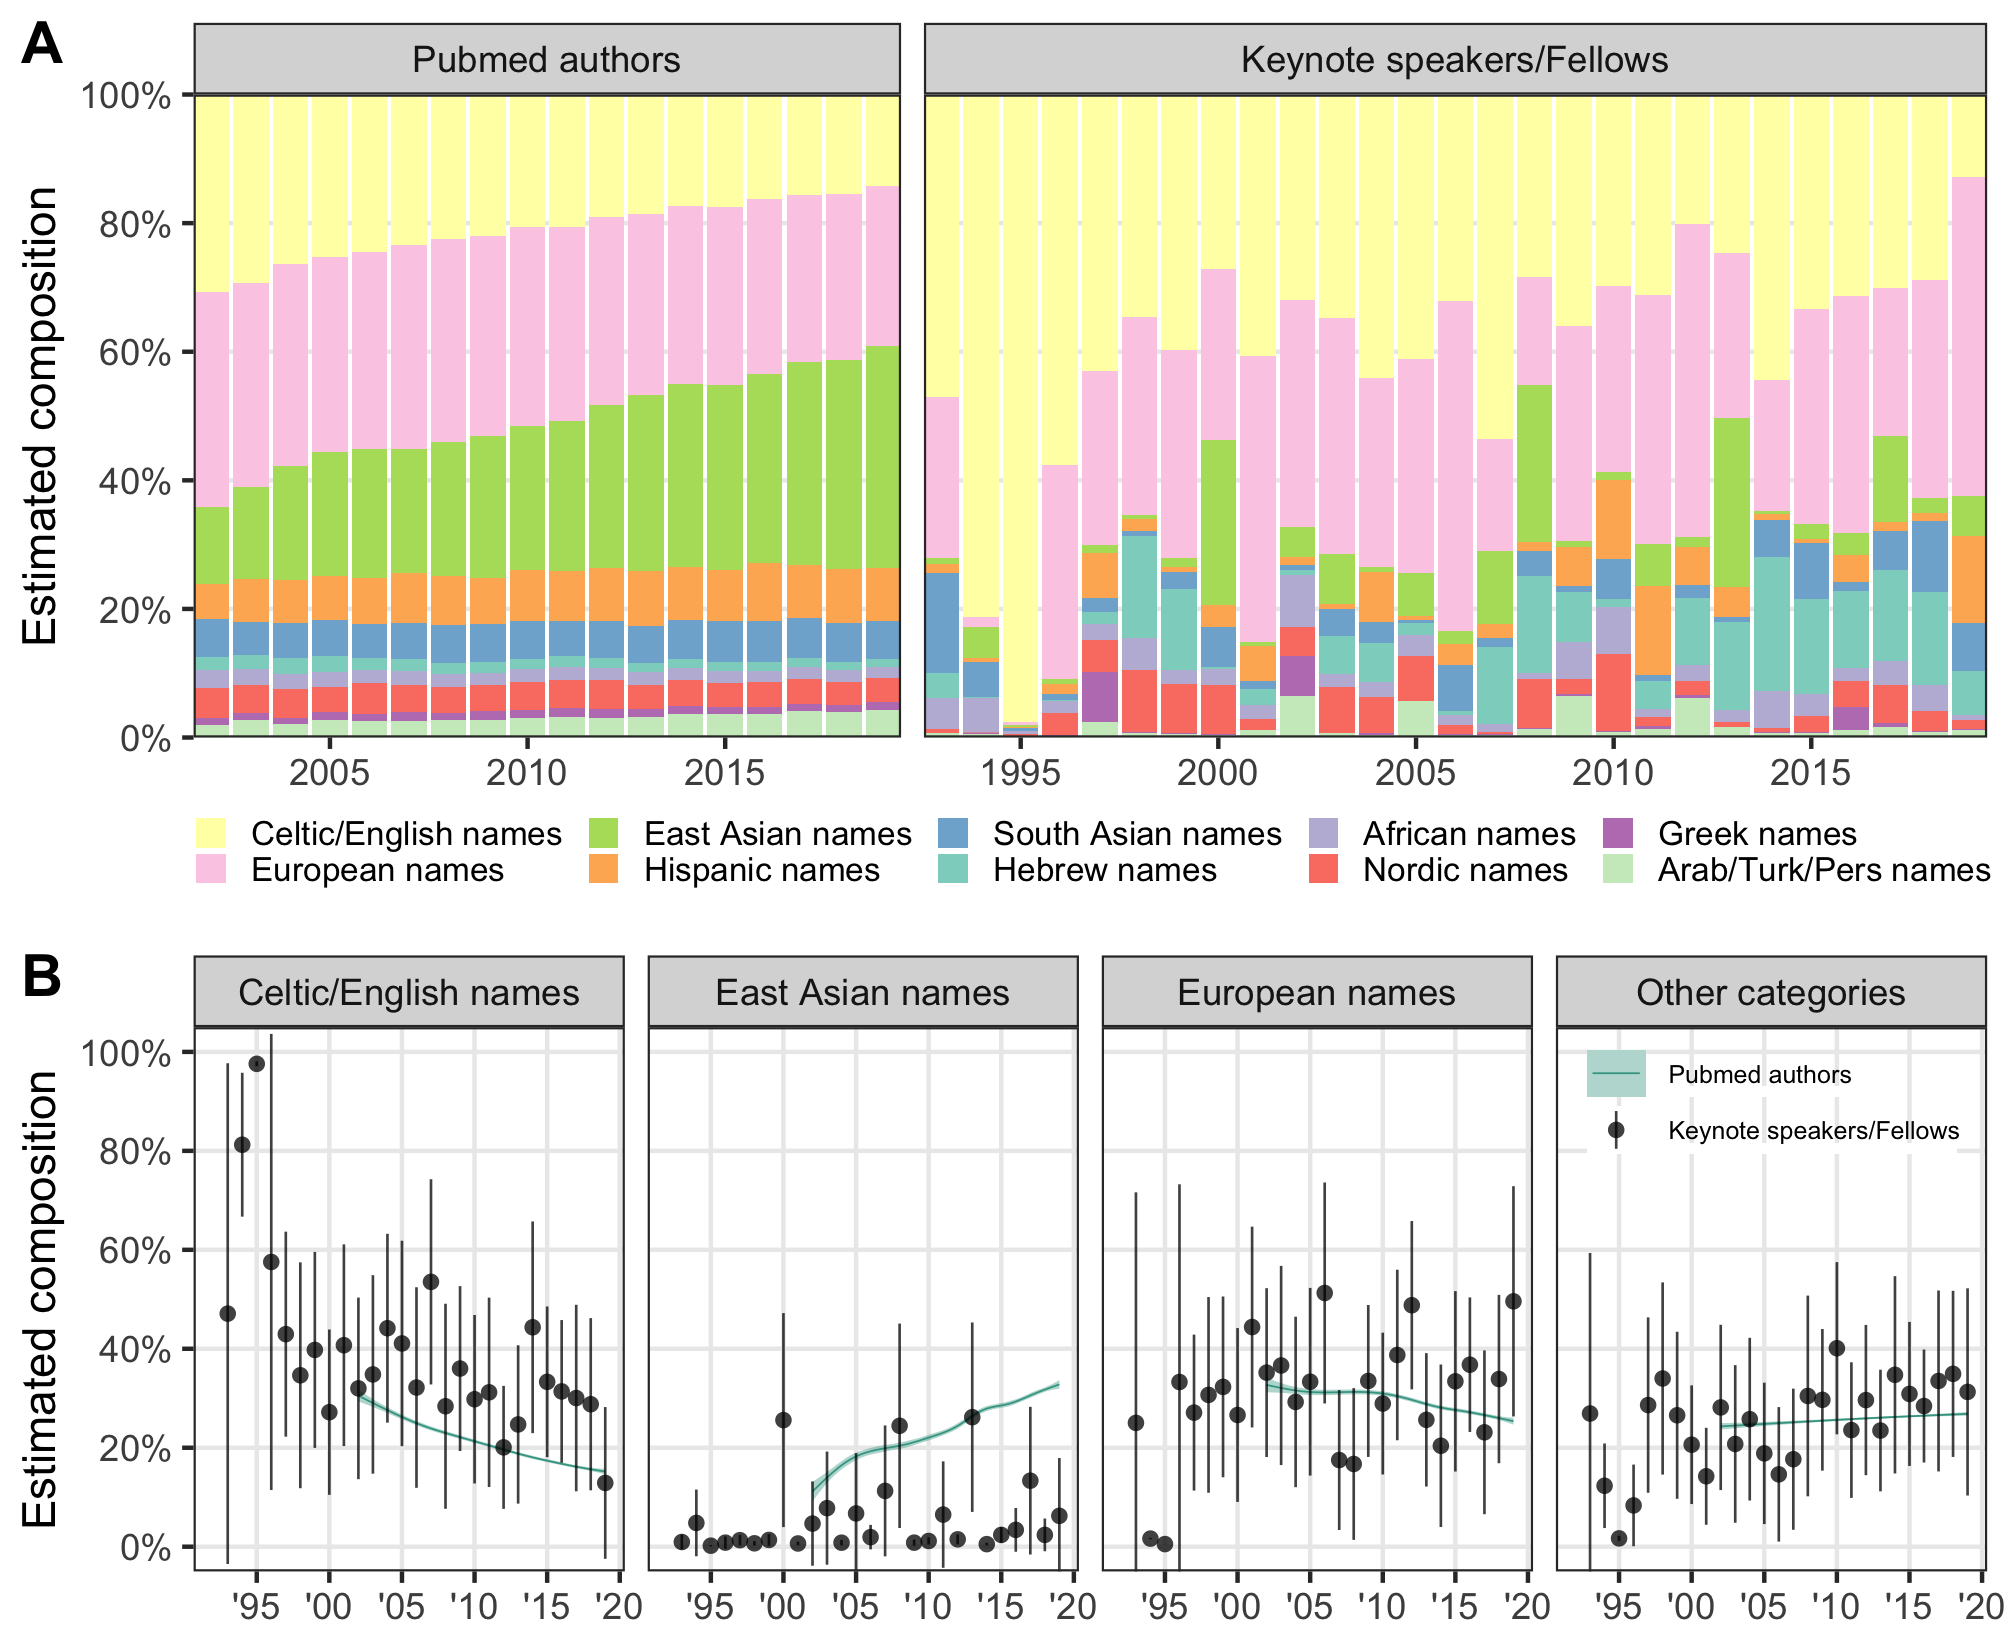 A
Pubmed authors
Keynote speakers/Fellows
Estimated composition
100%
80%
60%
40%
20%
0%
2005 2010 2015
1995 2000 2005 2010 2015
Celtic/English names East Asian names South Asian names African names Greek names
European names Hispanic names Hebrew names Nordic names Arab/Turk/Pers names
B
Celtic/English names
East Asian names
European names
Other categories
Estimated composition
100%
80%
60%
40%
20%
0%
Pubmed authors
Keynote speakers/Fellows
'95 '00 '05 '10 '15 '20
'95 '00 '05 '10 '15 '20
'95 '00 '05 '10 '15 '20
'95 '00 '05 '10 '15 '20